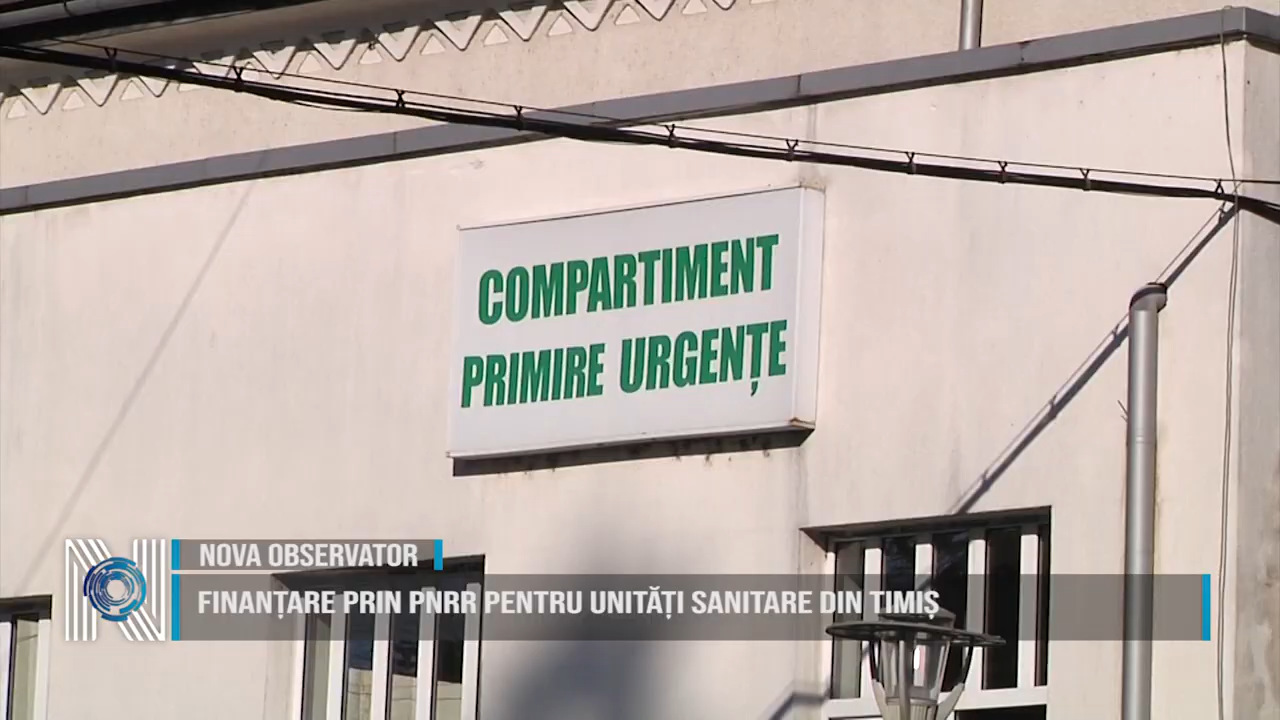 COMPARTIMENT
PRIMIRE URGENȚE
NOVA OBSERVATOR
FINANȚARE PRIN PNRR PENTRU UNITĂȚI SANITARE DIN TIMIȘ